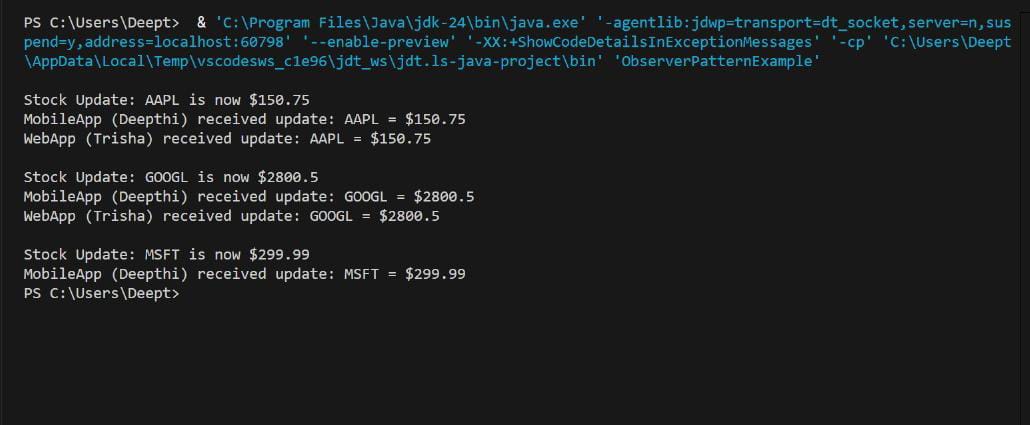 PS C:\Users\Deept>  & 'C:\Program Files\Java\jdk-24\bin\java.exe' '-agentlib:jdwp=transport=dt_socket,server=n,sus
pend=y,address=localhost:60798' '--enable-preview' '-XX:+ShowCodeDetailsInExceptionMessages' '-cp' 'C:\Users\Deept
\AppData\Local\Temp\vscodesws_c1e96\jdt_ws\jdt.ls-java-project\bin' 'ObserverPatternExample'
Stock Update: AAPL is now $150.75
MobileApp (Deepthi) received update: AAPL = $150.75
WebApp (Trisha) received update: AAPL = $150.75
Stock Update: GOOGL is now $2800.5
MobileApp (Deepthi) received update: GOOGL = $2800.5
WebApp (Trisha) received update: GOOGL = $2800.5
Stock Update: MSFT is now $299.99
MobileApp (Deepthi) received update: MSFT = $299.99
PS C:\Users\Deept>